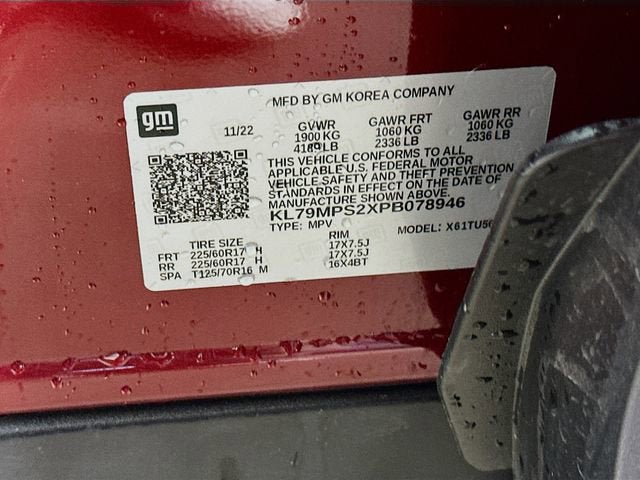 MFD BY GM KOREA COMPANY
gm
11/22
GVWR GAWR FRT GAWR RR
1900 KG 1060 KG 1060 KG
4189 LB 2336 LB 2336 LB
THIS VEHICLE CONFORMS TO ALL
APPLICABLE U.S. FEDERAL MOTOR
VEHICLE SAFETY AND THEFT PREVENTION
STANDARDS IN EFFECT ON THE DATE OF
MANUFACTURE SHOWN ABOVE.
KL79MPS2XPB078946
TYPE: MPV MODEL:
TIRE SIZE RIM
FRT 225/60R17 H 17X7.5J
RR 225/60R17 H 17X7.5J
SPA T125/70R16 M 16X4BT